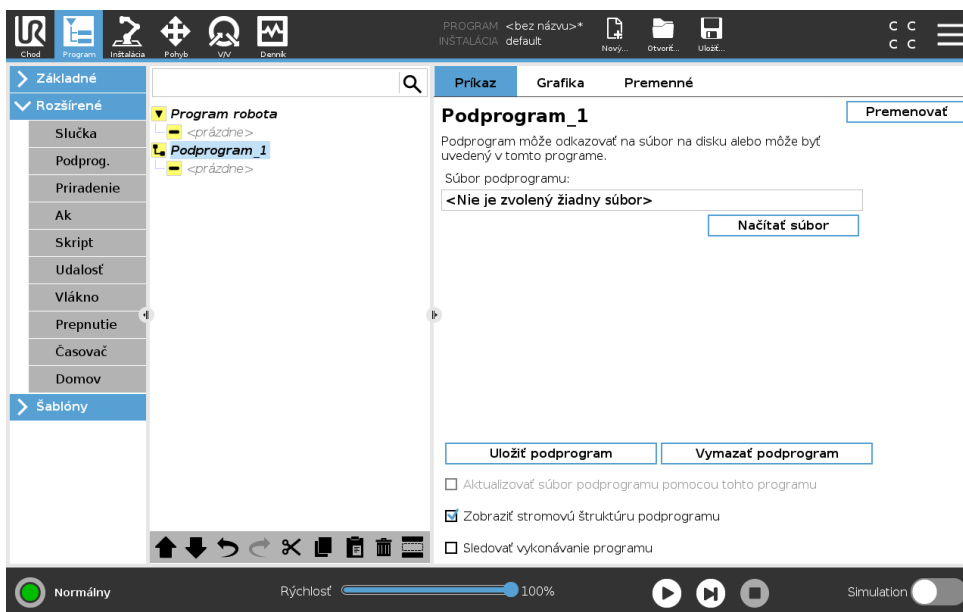 PROGRAM <bez názvu>*
INŠTALÁCIA default
Chod
Program
Inštalácia
Pohyb
V/V
Denník
Nový...
Otvoriť...
Uložiť...
C C
C C
Základné
Rozšírené
Slučka
Podprog.
Priradenie
Ak
Skript
Udalosť
Vlákno
Prepnutie
Časovač
Domov
Šablóny
Program robota
<prázdne>
Podprogram_1
<prázdne>
Príkaz
Grafika
Premenné
Podprogram_1
Premenovať
Podprogram môže odkazovať na súbor na disku alebo môže byť
uvedený v tomto programe.
Súbor podprogramu:
<Nie je zvolený žiadny súbor>
Načítať súbor
Uložiť podprogram
Vymazať podprogram
Aktualizovať súbor podprogramu pomocou tohto programu
Zobraziť stromovú štruktúru podprogramu
Sledovať vykonávanie programu
Normálny
Rýchlosť
100%
Simulation